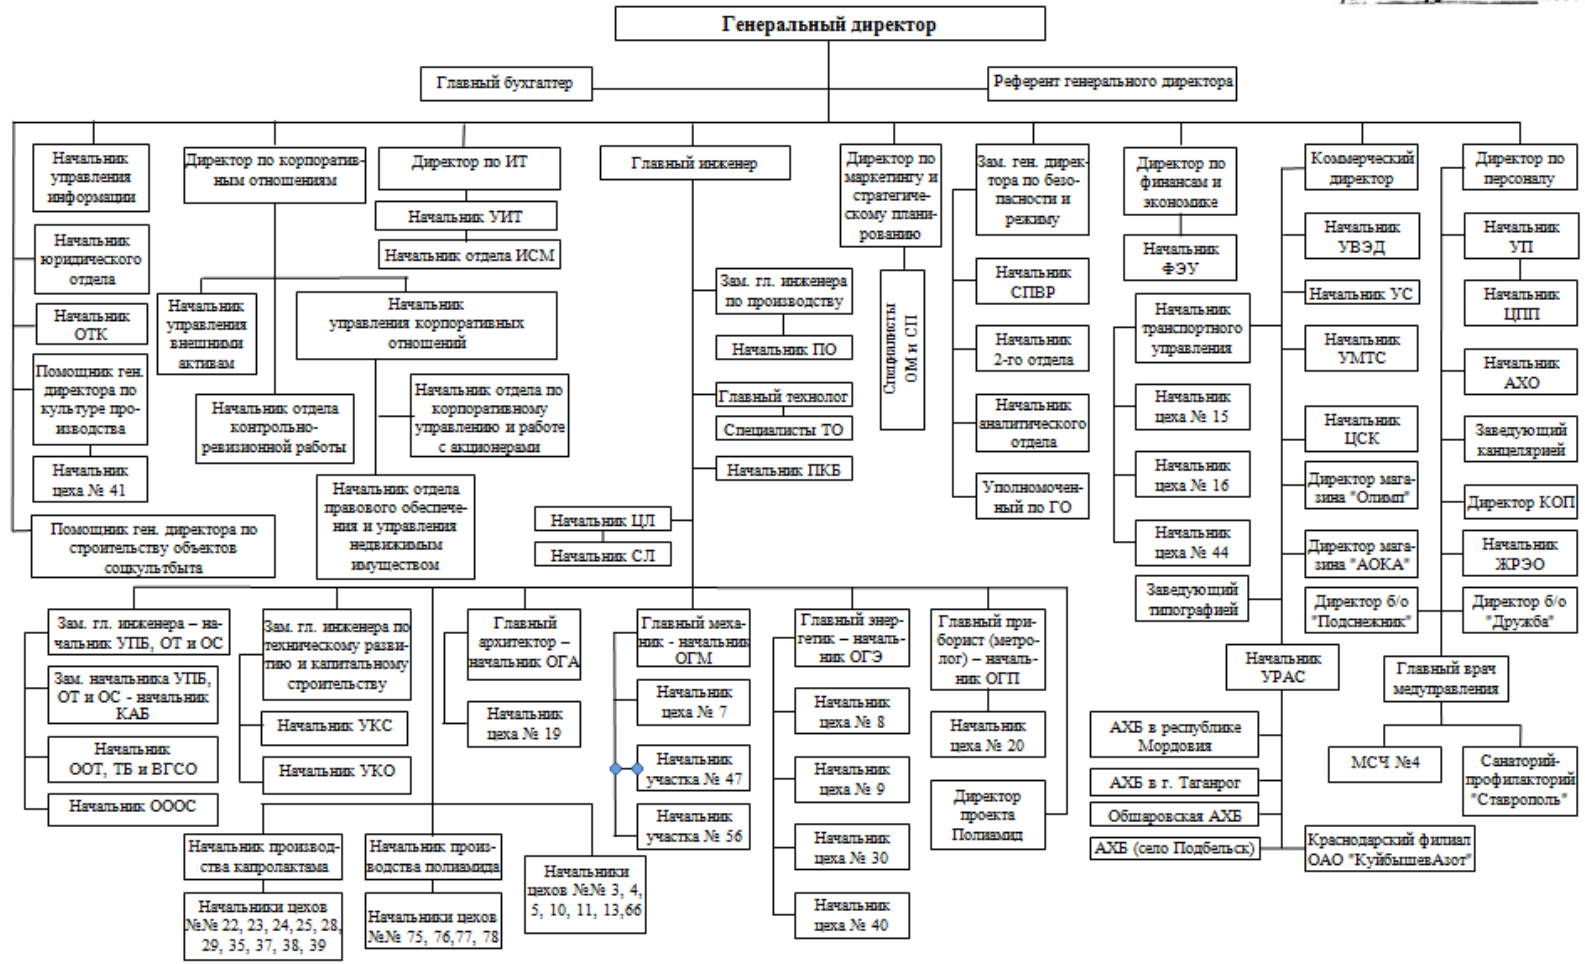 Генеральный директор
Главный бухгалтер
Референт генерального директора
Начальник
управления
информации
Начальник
юридического
отдела
Начальник
ОТК
Помощник ген.
директора по
культуре про-
изводства
Начальник
цеха № 41
Помощник ген. директора по
строительству объектов
соцкультбыта
Директор по корпоратив-
ным отношениям
Начальник
управления
внешними
активам
Начальник
управления корпоративных
отношений
Начальник отдела
контрольно-
ревизионной работы
Начальник отдела по
корпоративному
управлению и работе
с акционерами
Начальник отдела
правового обеспече-
ния и управления
недвижимым
имуществом
Директор по ИТ
Начальник УИТ
Начальник отдела ИСМ
Главный инженер
Зам. гл. инженера
по производству
Начальник ПО
Главный технолог
Специалисты ТО
Начальник ПКБ
Начальник ЦЛ
Начальник СЛ
Директор по
маркетингу и
стратегиче-
скому плани-
рованию
Специалисты
ОМ и СП
Зам. ген. дирек-
тора по безо-
пасности и
режиму
Начальник
СПВР
Начальник
2-го отдела
Начальник
аналитического
отдела
Уполномочен-
ный по ГО
Директор по
финансам и
экономике
Начальник
ФЭУ
Начальник
транспортного
управления
Начальник
цеха № 15
Начальник
цеха № 16
Начальник
цеха № 44
Заведующий
типографией
Коммерческий
директор
Начальник
УВЭД
Начальник УС
Начальник
УМТС
Начальник
ЦСК
Директор мага-
зина "Олимп"
Директор мага-
зина "АОКА"
Директор б/о
"Подснежник"
Начальник
УРАС
АХБ в республике
Мордовия
АХБ в г. Таганрог
Обшаровская АХБ
АХБ (село Подбельск)
Краснодарский филиал
ОАО "КуйбышевАзот"
Директор по
персоналу
Начальник
УП
Начальник
ЦПП
Начальник
АХО
Заведующий
канцелярией
Директор КОП
Начальник
ЖРЭО
Директор б/о
"Дружба"
Главный врач
медуправления
МСЧ №4
Санаторий-
профилакторий
"Ставрополь"
Зам. гл. инженера – на-
чальник УПБ, ОТ и ОС
Зам. начальника УПБ,
ОТ и ОС - начальник
КАБ
Начальник
ООТ, ТБ и ВГСО
Начальник ОООС
Зам. гл. инженера по
техническому разви-
тию и капитальному
строительству
Начальник УКС
Начальник УКО
Начальник производ-
ства капролактама
Начальники цехов
№№ 22, 23, 24, 25, 28,
29, 35, 37, 38, 39
Начальник произ-
водства полиамида
Начальники цехов
№№ 75, 76,77, 78
Начальники
цехов №№ 3, 4,
5, 10, 11, 13,66
Главный
архитектор –
начальник ОГА
Начальник
цеха № 19
Главный меха-
ник - начальник
ОГМ
Начальник
цеха № 7
Начальник
участка № 47
Начальник
участка № 56
Главный энер-
гетик – началь-
ник ОГЭ
Начальник
цеха № 8
Начальник
цеха № 9
Начальник
цеха № 30
Начальник
цеха № 40
Главный при-
борист (метро-
лог) – началь-
ник ОГП
Начальник
цеха № 20
Директор
проекта
Полиамид